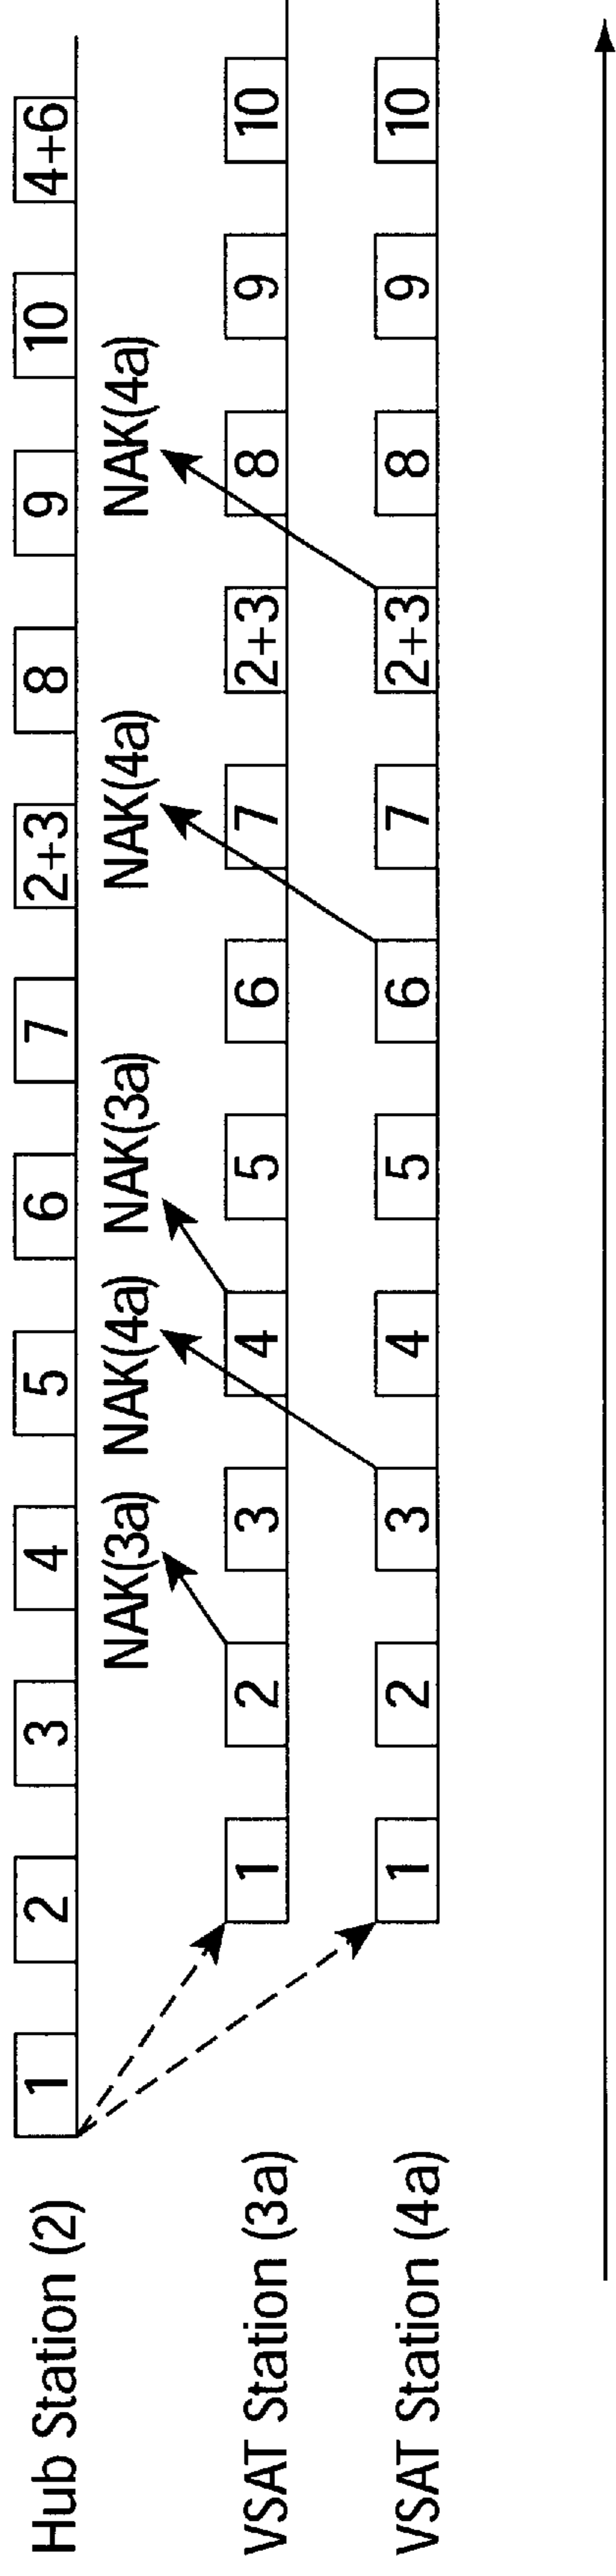 Hub Station (2) 1 2 3 4 5 6 7 2+3 8 9 10 4+6
NAK(3a) NAK(4a) NAK(3a) NAK(4a) NAK(4a)
VSAT Station (3a) 1 2 3 4 5 6 7 2+3 8 9 10
VSAT Station (4a) 1 2 3 4 5 6 7 2+3 8 9 10